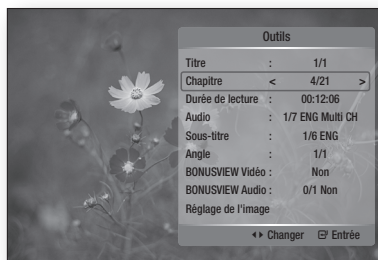 Outils
Titre : 1/1
Chapitre < 4/21 >
Durée de lecture : 00:12:06
Audio : 1/7 ENG Multi CH
Sous-titre : 1/6 ENG
Angle : 1/1
BONUSVIEW Vidéo : Non
BONUSVIEW Audio : 0/1 Non
Réglage de l'image
Changer Entrée